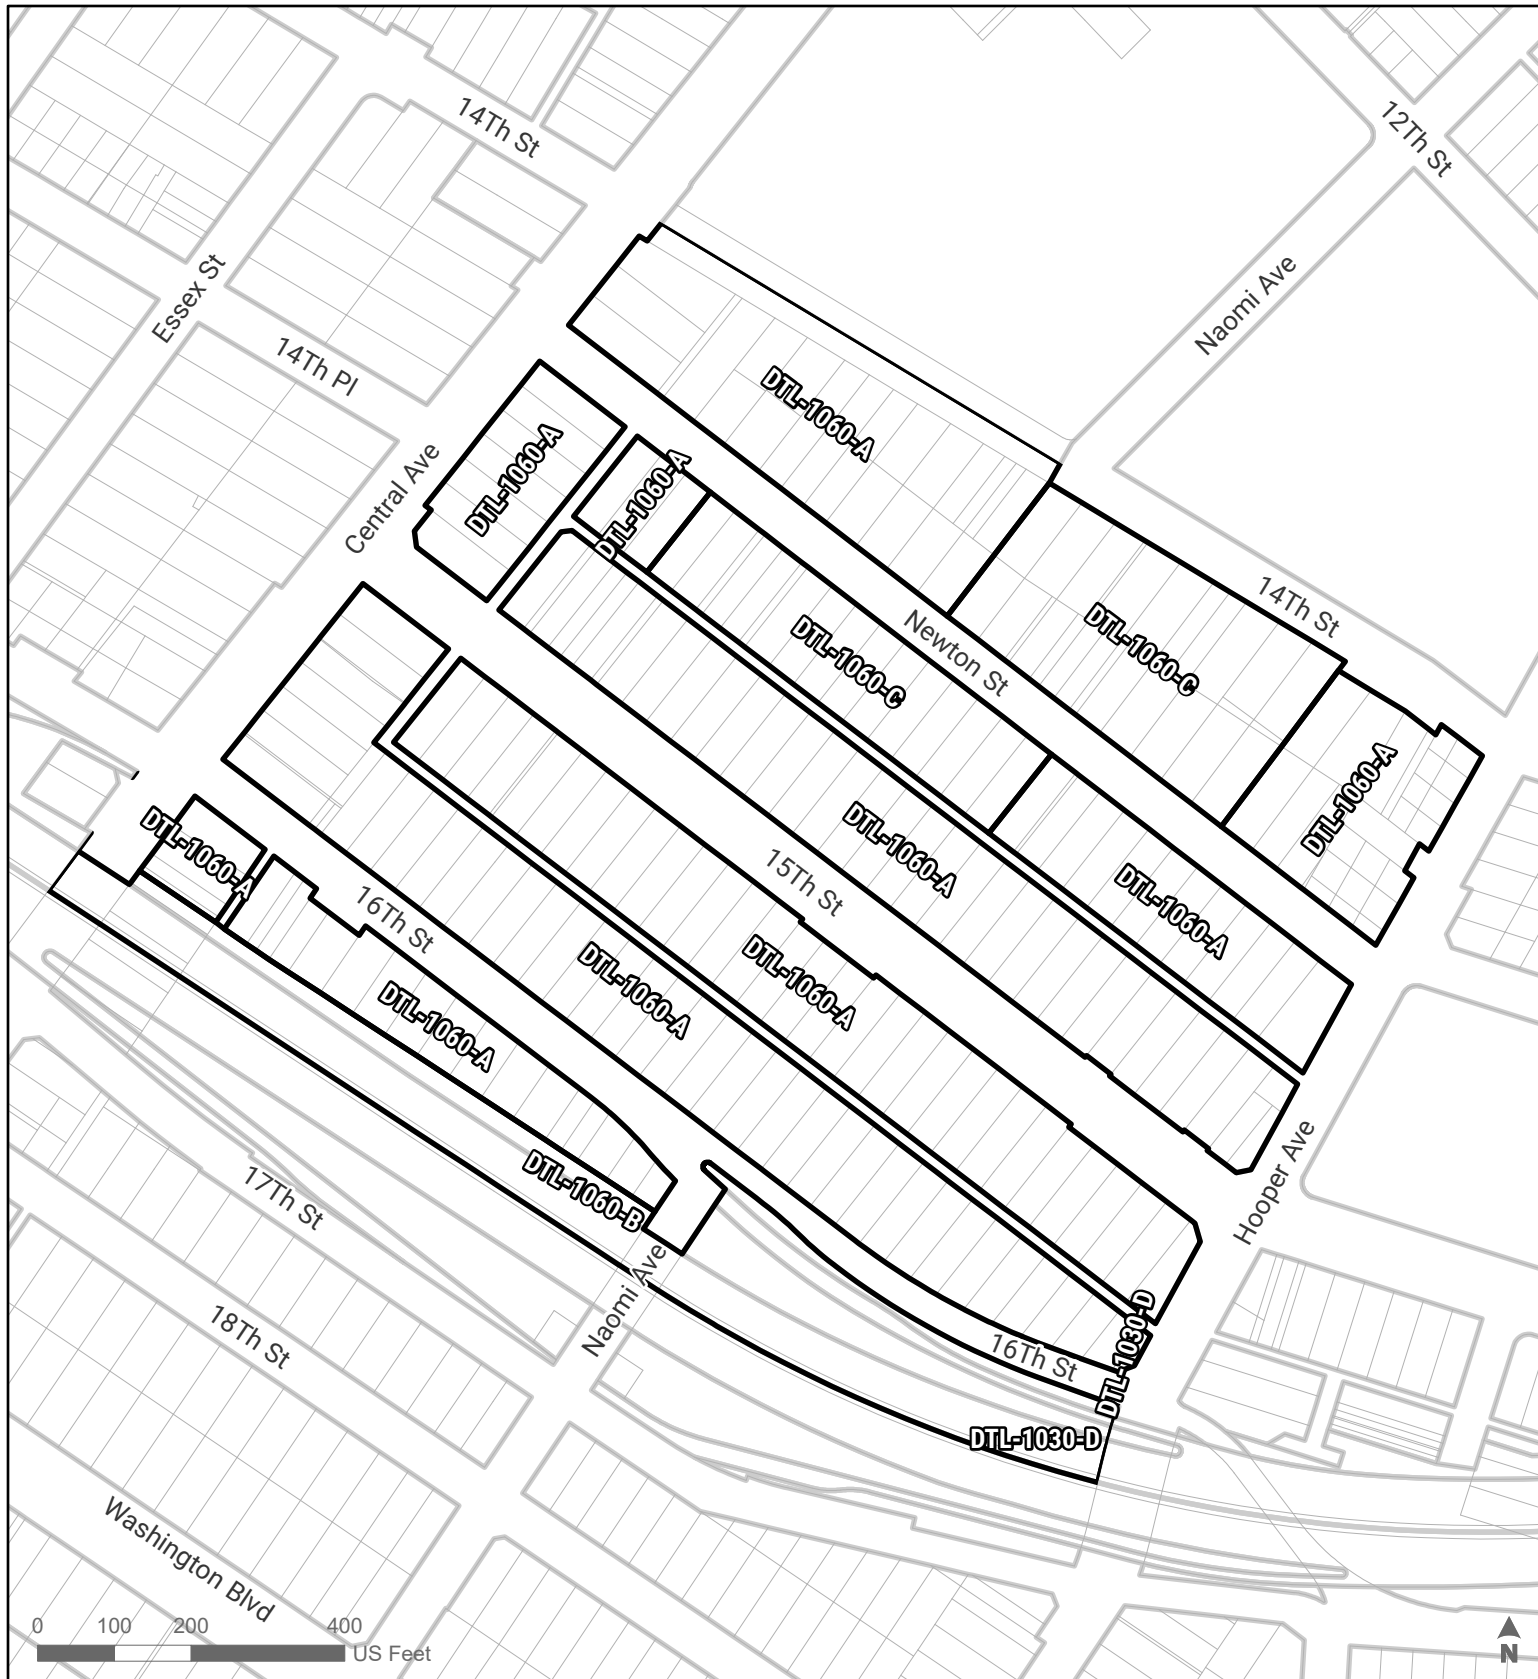 14Th St
12Th St
Essex St
Naomi Ave
14Th Pl
DTL-1060-A
DTL-1060-A
DTL-1060-A
Central Ave
14Th St
DTL-1060-C
DTL-1060-C
Newton St
DTL-1060-A
DTL-1060-A
DTL-1060-A
15Th St
DTL-1060-A
16Th St
DTL-1060-A
DTL-1060-A
DTL-1060-A
DTL-1060-B
Hooper Ave
17Th St
Naomi Ave
18Th St
DTL-1030-D
16Th St
DTL-1030-D
Washington Blvd
0 100 200 400
US Feet
N